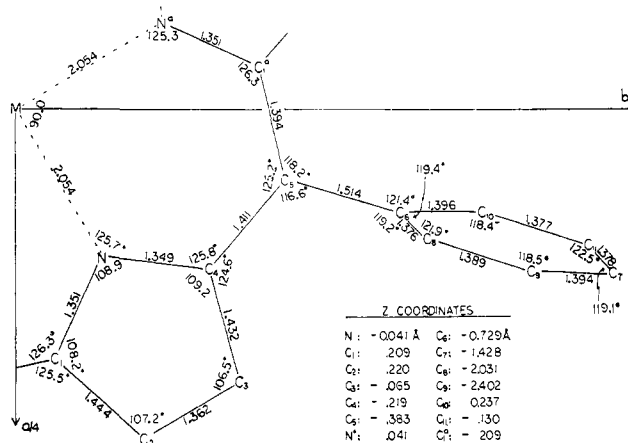 Nª
125.3
1.351
C₁ª
126.3
2.054
M
90.0
b
1.394
2.054
125.2°
118.2°
C₅
116.6°
1.514
119.4°
121.4°
C₆
1.396
C₁₀
118.4°
1.377
119.2°
1.376
121.9°
C₈
1.389
118.5°
C₉
1.394
C₁₁
122.5°
1.378
C₇
119.1°
1.411
125.7°
N
108.9
1.349
125.8°
C₄
109.2
124.6°
1.351
1.432
126.3°
C₁
108.2°
125.5°
106.5°
C₃
1.444
107.2°
1.362
C₂
a/4
Z COORDINATES
N : - 0.041 Å C₆: -0.729Å
C₁: .209 C₇: -1.428
C₂: .220 C₈: -2.031
C₃: - .065 C₉: -2.402
C₄: - .219 C₁₀: 0.237
C₅: - .383 C₁₁: - .130
Nª: .041 C₁ª: - .209